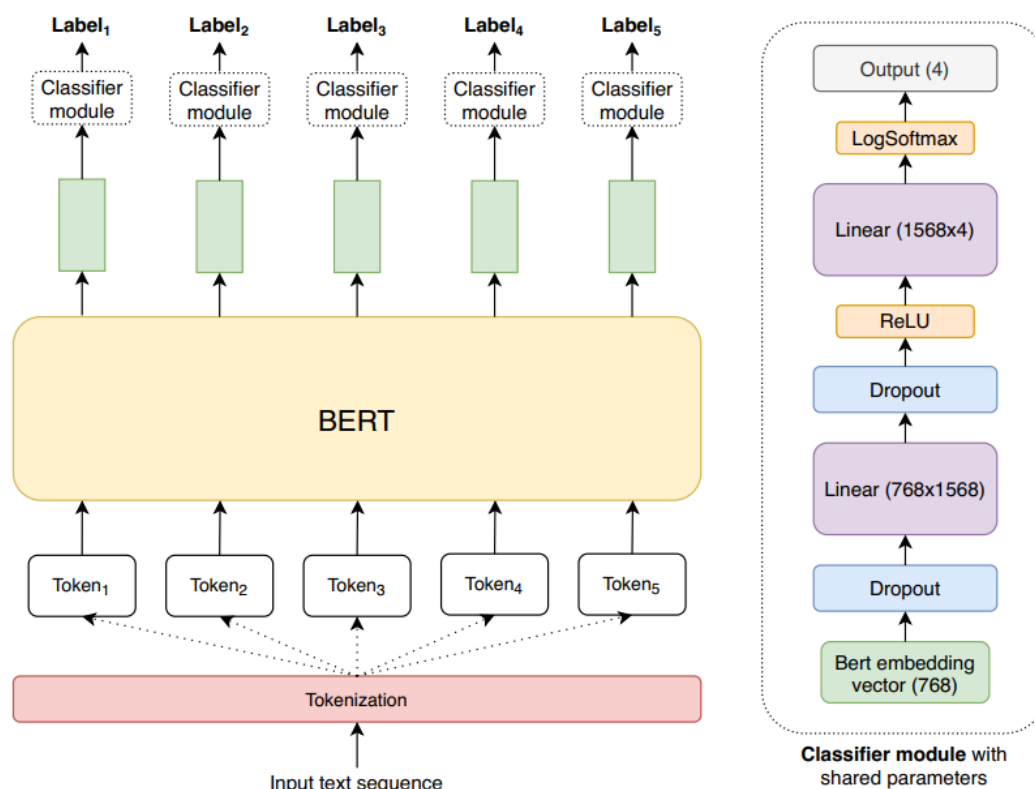 Label₁ Label₂ Label₃ Label₄ Label₅
Classifier module
Classifier module
Classifier module
Classifier module
Classifier module
BERT
Token₁ Token₂ Token₃ Token₄ Token₅
Tokenization
Input text sequence
Output (4)
LogSoftmax
Linear (1568x4)
ReLU
Dropout
Linear (768x1568)
Dropout
Bert embedding
vector (768)
Classifier module with
shared parameters